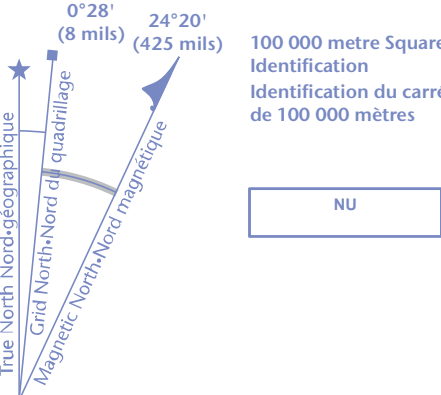 0°28'
(8 mils)
24°20'
(425 mils)
100 000 metre Square
Identification
Identification du carré
de 100 000 mètres
NU
True North Nord•géographique
Grid North•Nord du quadrillage
Magnetic North•Nord magnétique